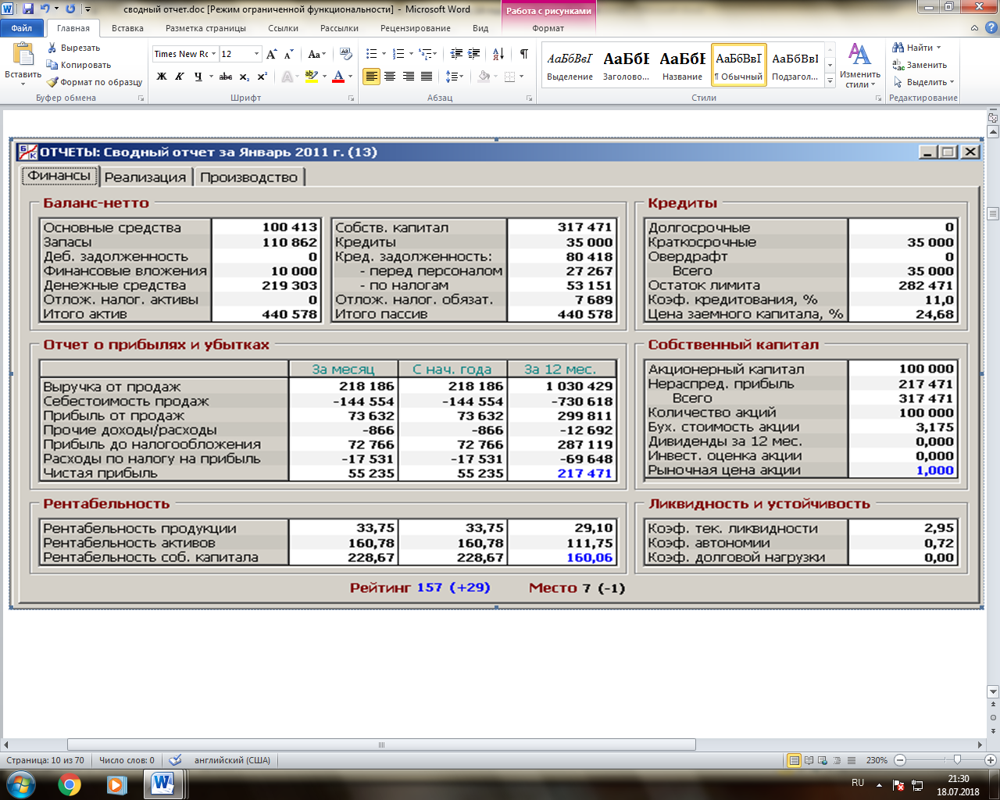 сводный отчет.doc [Режим ограниченной функциональности] - Microsoft Word
Работа с рисунками
Файл Главная Вставка Разметка страницы Ссылки Рассылки Рецензирование Вид Формат
Вставить
Вырезать
Копировать
Формат по образцу
Буфер обмена
Times New Rc 12
Ж К Ч abc x₂ x²
Шрифт
Абзац
АаБбВвI АаБбВ АаБбВ АаБбВвI АаБбВвI
Выделение Заголово... Название ¶ Обычный Подзагол...
Стили
Изменить стили
Найти
Заменить
Выделить
Редактирование
ОТЧЕТЫ: Сводный отчет за Январь 2011 г. (13)
Финансы Реализация Производство
Баланс-нетто
Основные средства 100 413
Запасы 110 862
Деб. задолженность 0
Финансовые вложения 10 000
Денежные средства 219 303
Отлож. налог. активы 0
Итого актив 440 578
Собств. капитал 317 471
Кредиты 35 000
Кред. задолженность: 80 418
- перед персоналом 27 267
- по налогам 53 151
Отлож. налог. обязат. 7 689
Итого пассив 440 578
Кредиты
Долгосрочные 0
Краткосрочные 35 000
Овердрафт 0
Всего 35 000
Остаток лимита 282 471
Коэф. кредитования, % 11,0
Цена заемного капитала, % 24,68
Отчет о прибылях и убытках
За месяц С нач. года За 12 мес.
Выручка от продаж 218 186 218 186 1 030 429
Себестоимость продаж -144 554 -144 554 -730 618
Прибыль от продаж 73 632 73 632 299 811
Прочие доходы/расходы -866 -866 -12 692
Прибыль до налогообложения 72 766 72 766 287 119
Расходы по налогу на прибыль -17 531 -17 531 -69 648
Чистая прибыль 55 235 55 235 217 471
Собственный капитал
Акционерный капитал 100 000
Нераспред. прибыль 217 471
Всего 317 471
Количество акций 100 000
Бух. стоимость акции 3,175
Дивиденды за 12 мес. 0,000
Инвест. оценка акции 0,000
Рыночная цена акции 1,000
Рентабельность
Рентабельность продукции 33,75 33,75 29,10
Рентабельность активов 160,78 160,78 111,75
Рентабельность соб. капитала 228,67 228,67 160,06
Ликвидность и устойчивость
Коэф. тек. ликвидности 2,95
Коэф. автономии 0,72
Коэф. долговой нагрузки 0,00
Рейтинг 157 (+29) Место 7 (-1)
Страница: 10 из 70 Число слов: 0 английский (США) 230%
RU 21:30
18.07.2018